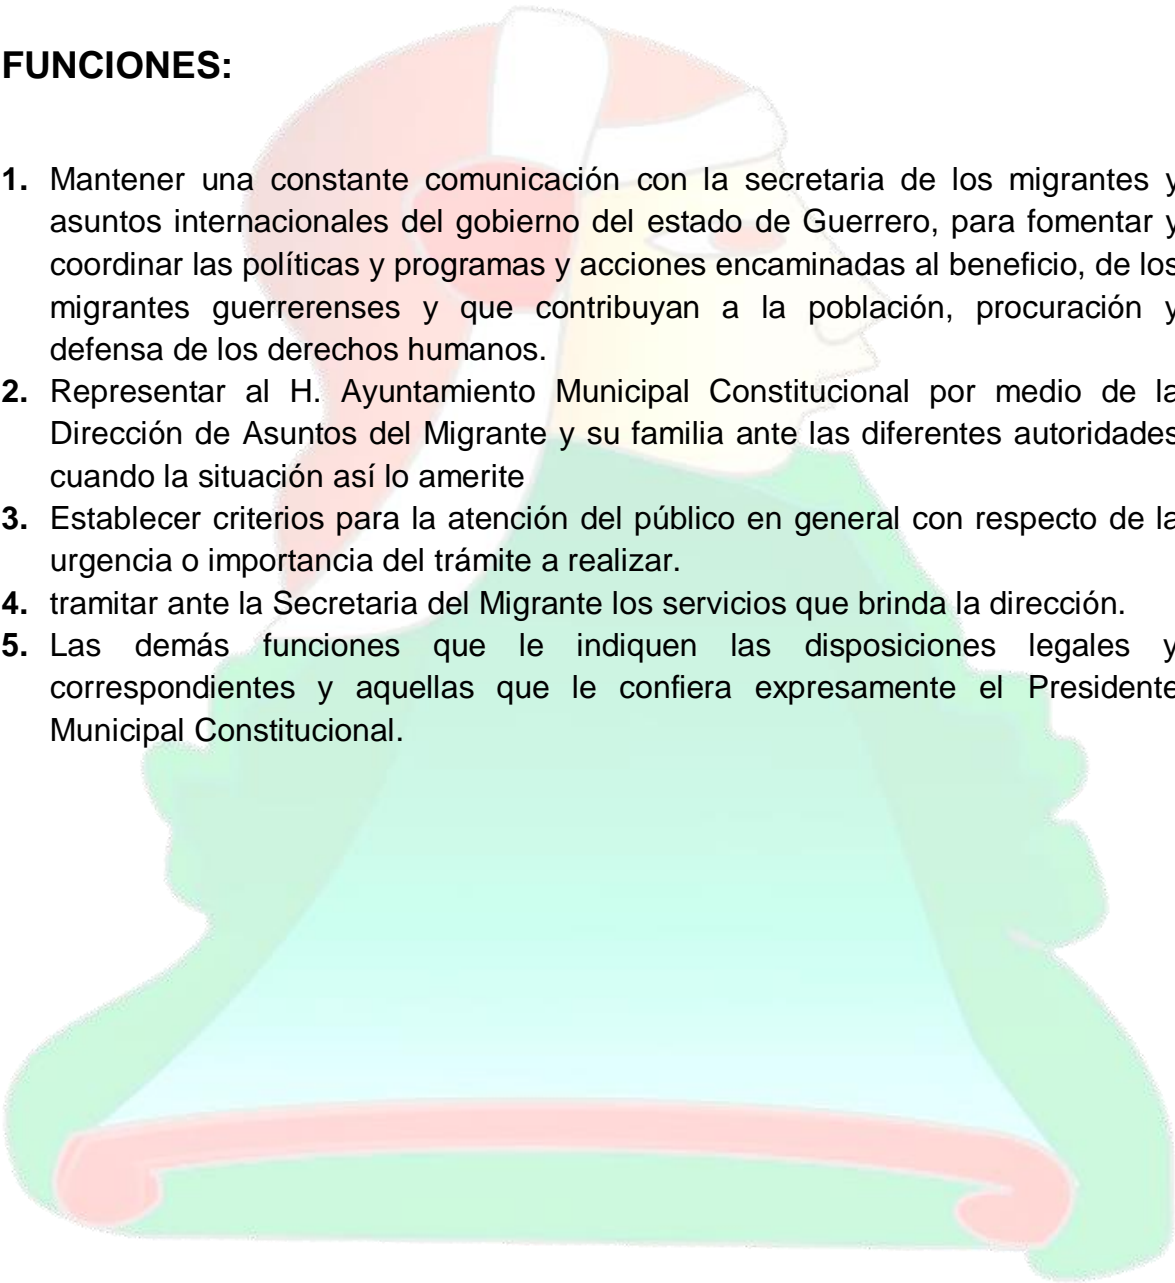 FUNCIONES:
1. Mantener una constante comunicación con la secretaria de los migrantes y
asuntos internacionales del gobierno del estado de Guerrero, para fomentar y
coordinar las políticas y programas y acciones encaminadas al beneficio, de los
migrantes guerrerenses y que contribuyan a la población, procuración y
defensa de los derechos humanos.
2. Representar al H. Ayuntamiento Municipal Constitucional por medio de la
Dirección de Asuntos del Migrante y su familia ante las diferentes autoridades
cuando la situación así lo amerite
3. Establecer criterios para la atención del público en general con respecto de la
urgencia o importancia del trámite a realizar.
4. tramitar ante la Secretaria del Migrante los servicios que brinda la dirección.
5. Las demás funciones que le indiquen las disposiciones legales y
correspondientes y aquellas que le confiera expresamente el Presidente
Municipal Constitucional.